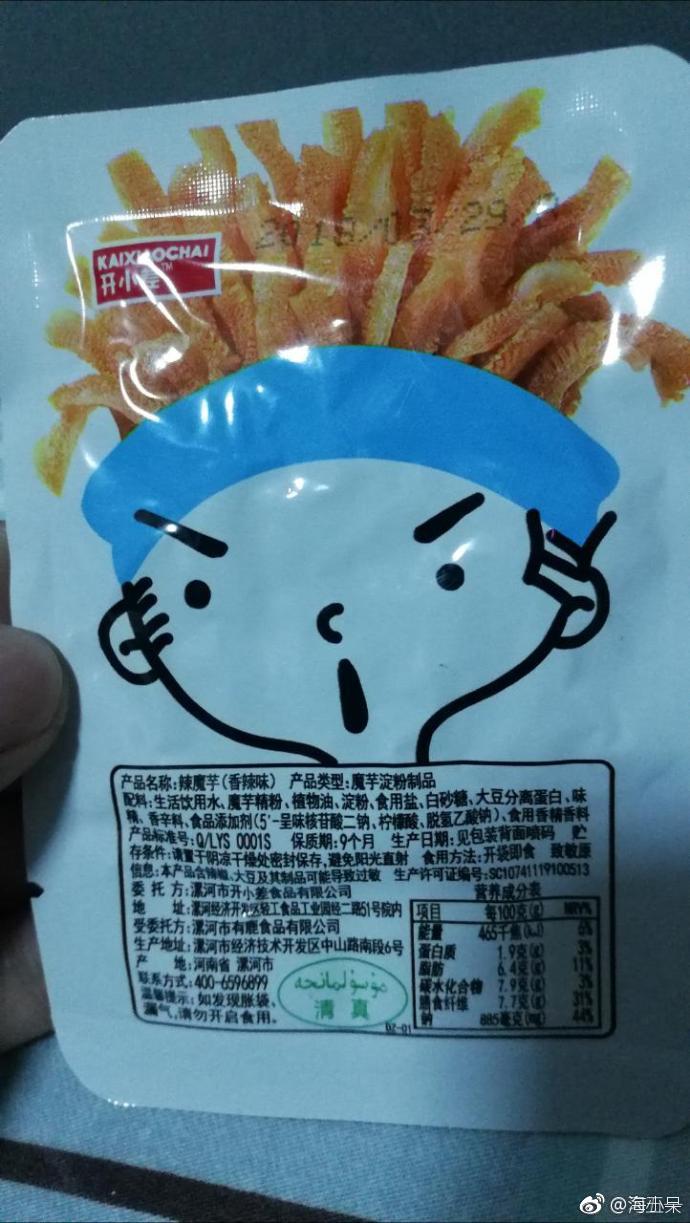 2018/07/29
KAIXIAOCHAI
开小差™
产品名称:辣魔芋(香辣味) 产品类型:魔芋淀粉制品
配料:生活饮用水、魔芋精粉、植物油、淀粉、食用盐、白砂糖、大豆分离蛋白、味
精、香辛料、食品添加剂(5'-呈味核苷酸二钠、柠檬酸、脱氢乙酸钠)、食用香精香料
产品标准号:Q/LYS 0001S 保质期:9个月 生产日期:见包装背面喷码 贮
存条件:请置于阴凉干燥处密封保存,避免阳光直射 食用方法:开袋即食 致敏原
信息:本产品含辣椒、大豆及其制品可能导致过敏 生产许可证编号:SC10741119100513
委 托 方:漯河市开小差食品有限公司
地 址:漯河经济开发区轻工食品工业园经二路51号院内
受委托方:漯河市有鹿食品有限公司
生产地址:漯河市经济技术开发区中山路南段6号
产 地:河南省 漯河市
联系方式:400-6596899
温馨提示:如发现胀袋、
漏气,请勿开启食用。
مۇسۇلمانچە
清真
DZ-01
营养成分表
项目 每100克(g) NRV%
能量 465千焦(kJ) 6%
蛋白质 1.9克(g) 3%
脂肪 6.4克(g) 11%
碳水化合物 7.9克(g) 3%
膳食纤维 7.7克(g) 31%
钠 885毫克(mg) 44%
@海丑呆